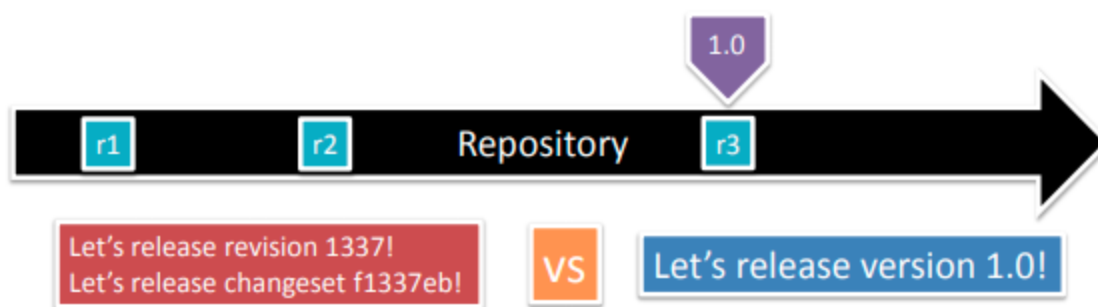 1.0
r1 r2 Repository r3
Let's release revision 1337!
Let's release changeset f1337eb!
VS
Let's release version 1.0!